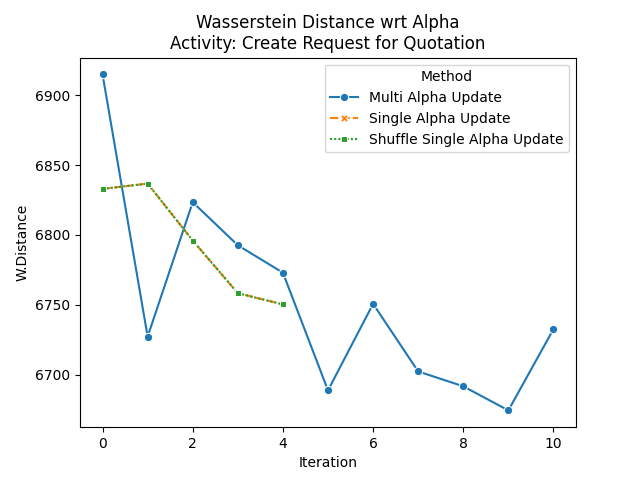 Wasserstein Distance wrt Alpha
Activity: Create Request for Quotation
Method
Multi Alpha Update
Single Alpha Update
Shuffle Single Alpha Update
W.Distance
6900
6850
6800
6750
6700
0 2 4 6 8 10
Iteration